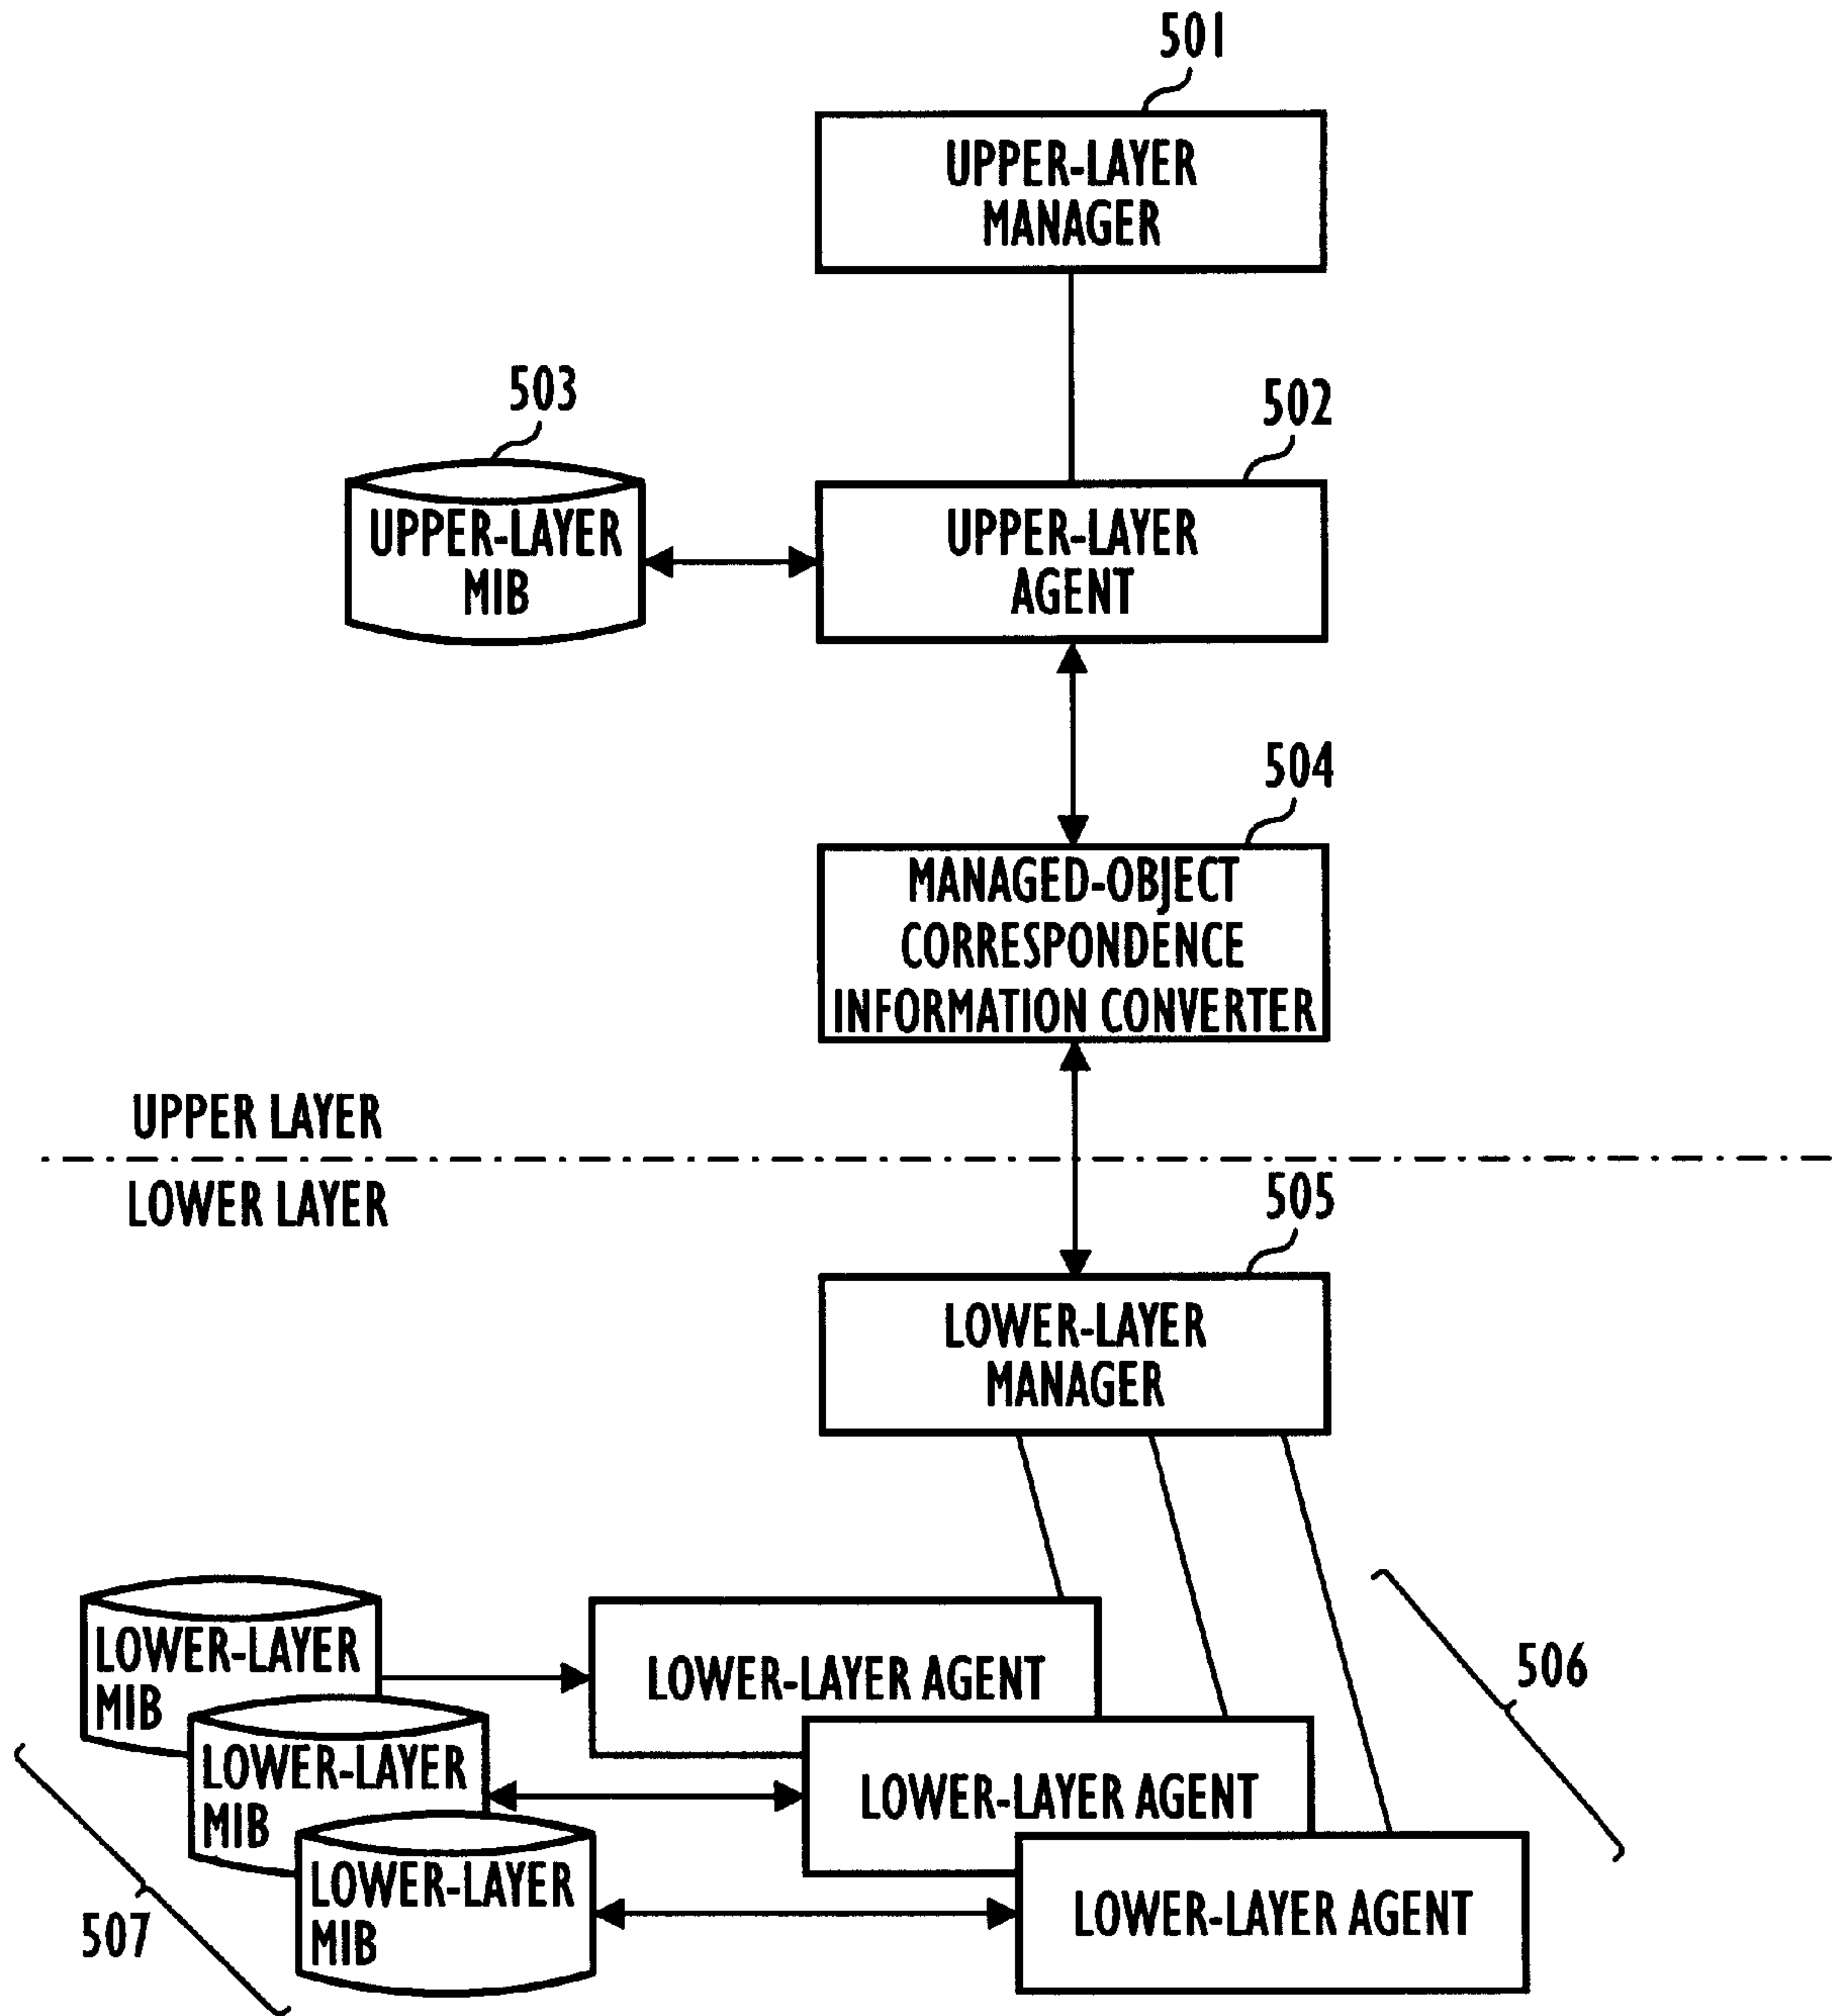 501
UPPER-LAYER
MANAGER
503
502
UPPER-LAYER
MIB
UPPER-LAYER
AGENT
504
MANAGED-OBJECT
CORRESPONDENCE
INFORMATION CONVERTER
UPPER LAYER
LOWER LAYER
505
LOWER-LAYER
MANAGER
LOWER-LAYER
MIB
LOWER-LAYER AGENT
506
LOWER-LAYER
MIB
LOWER-LAYER AGENT
LOWER-LAYER
MIB
LOWER-LAYER AGENT
507